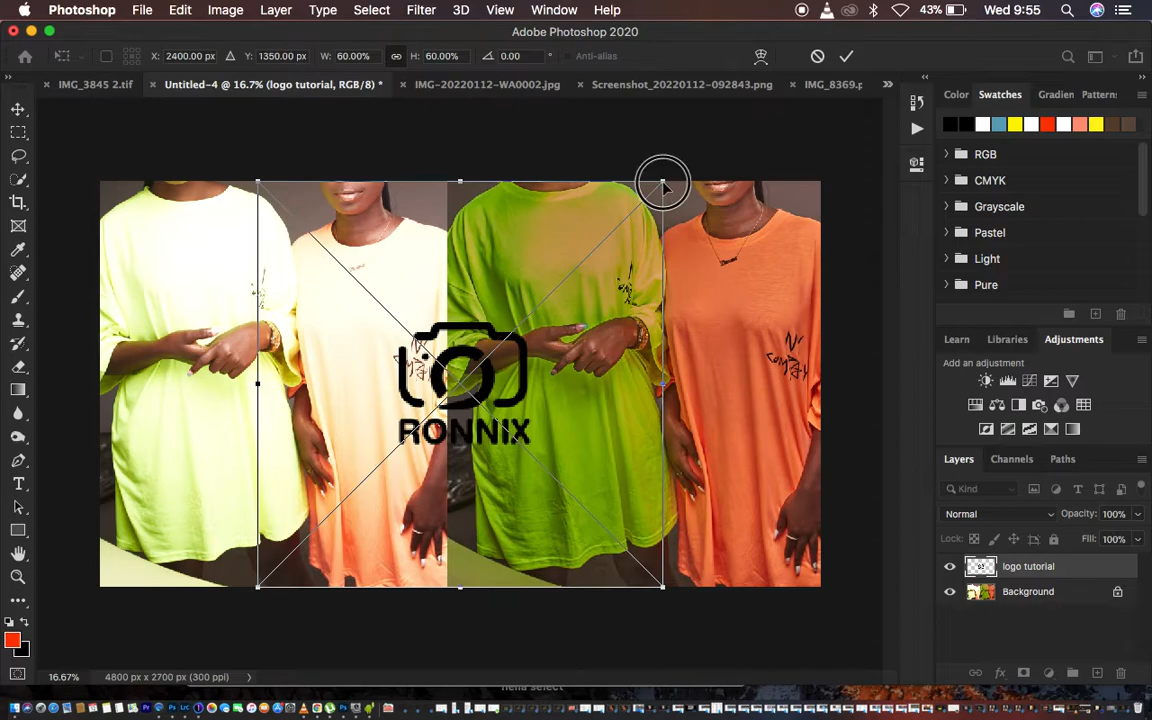 Photoshop File Edit Image Layer Type Select Filter 3D View Window Help 43% Wed 9:55
Adobe Photoshop 2020
X: 2400.00 px Y: 1350.00 px W: 60.00% H: 60.00% 0.00 ° Anti-alias
IMG_3845 2.tif Untitled-4 @ 16.7% (logo tutorial, RGB/8) * IMG-20220112-WA0002.jpg Screenshot_20220112-092843.png IMG_8369.p
Color Swatches Gradien Pattern:
RGB
CMYK
Grayscale
Pastel
Light
Pure
Learn Libraries Adjustments
Add an adjustment
RONNIX
Layers Channels Paths
Kind
Normal Opacity: 100%
Lock: Fill: 100%
logo tutorial
Background
16.67% 4800 px x 2700 px (300 ppl)